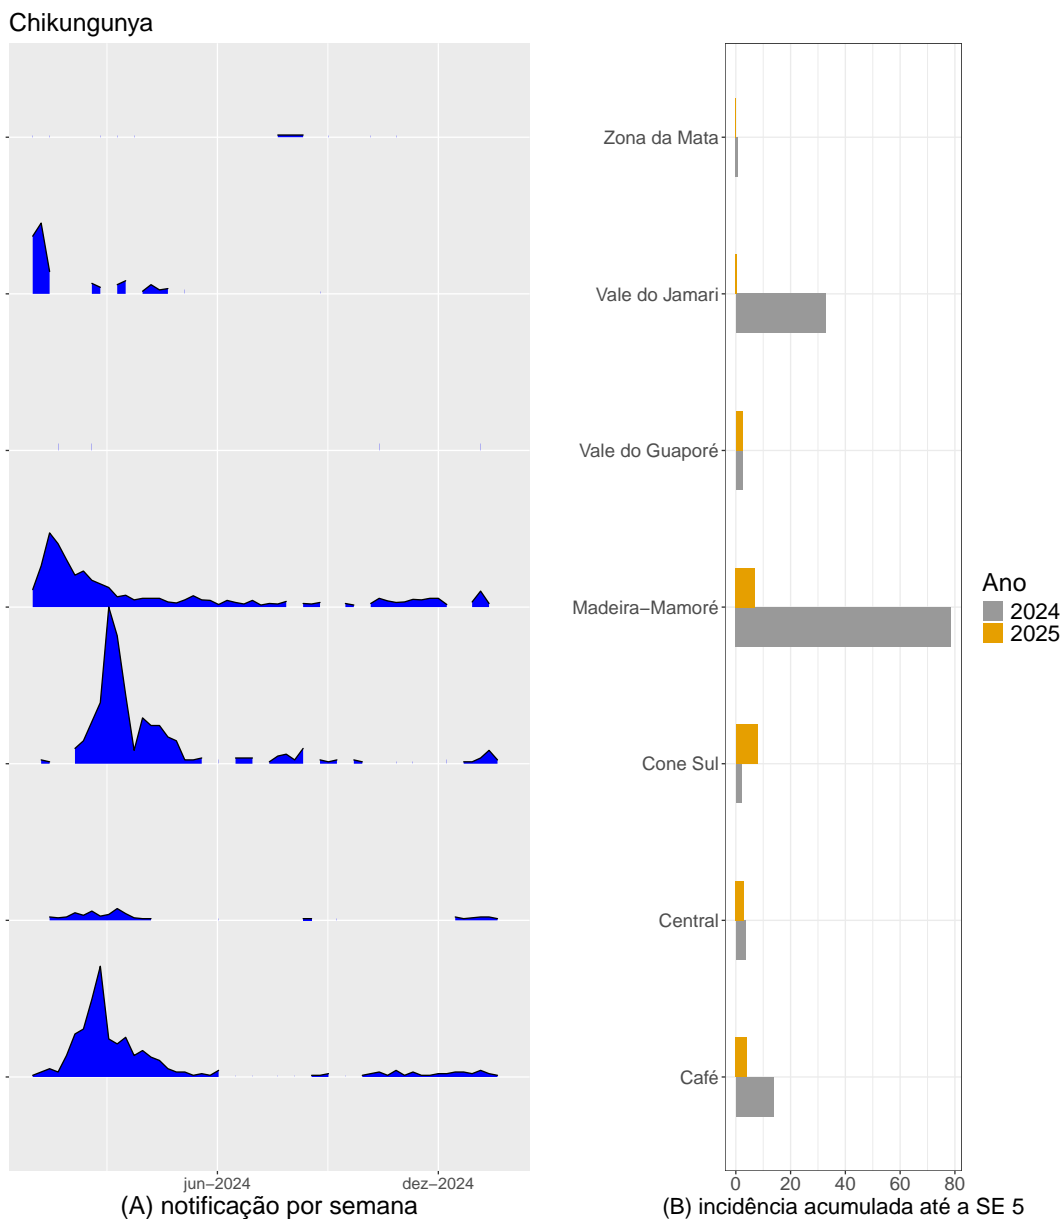 Chikungunya
Zona da Mata
Vale do Jamari
Vale do Guaporé
Madeira−Mamoré
Cone Sul
Central
Café
Ano
2024
2025
jun−2024 dez−2024
0 20 40 60 80
(A) notificação por semana
(B) incidência acumulada até a SE 5